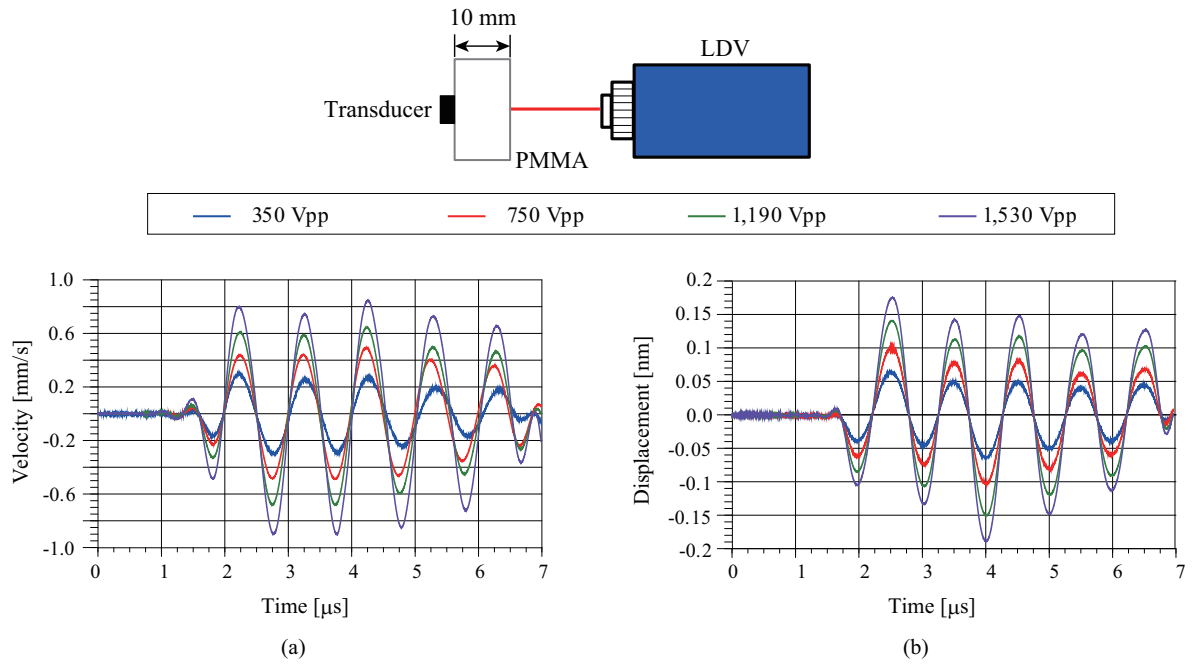 10 mm
LDV
Transducer
PMMA
350 Vpp 750 Vpp 1,190 Vpp 1,530 Vpp
1.0
0.6
0.2
-0.2
-0.6
-1.0
Velocity [mm/s]
0 1 2 3 4 5 6 7
Time [μs]
(a)
0.2
0.15
0.1
0.05
0.0
-0.05
-0.1
-0.15
-0.2
Displacement [nm]
0 1 2 3 4 5 6 7
Time [μs]
(b)